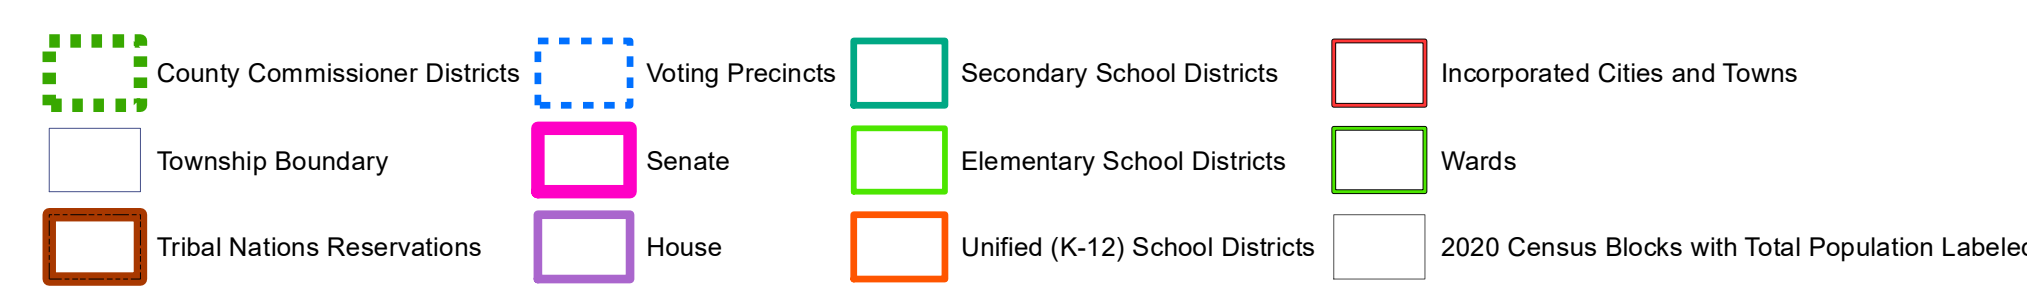 County Commissioner Districts
Voting Precincts
Secondary School Districts
Incorporated Cities and Towns
Township Boundary
Senate
Elementary School Districts
Wards
Tribal Nations Reservations
House
Unified (K-12) School Districts
2020 Census Blocks with Total Population Labeled